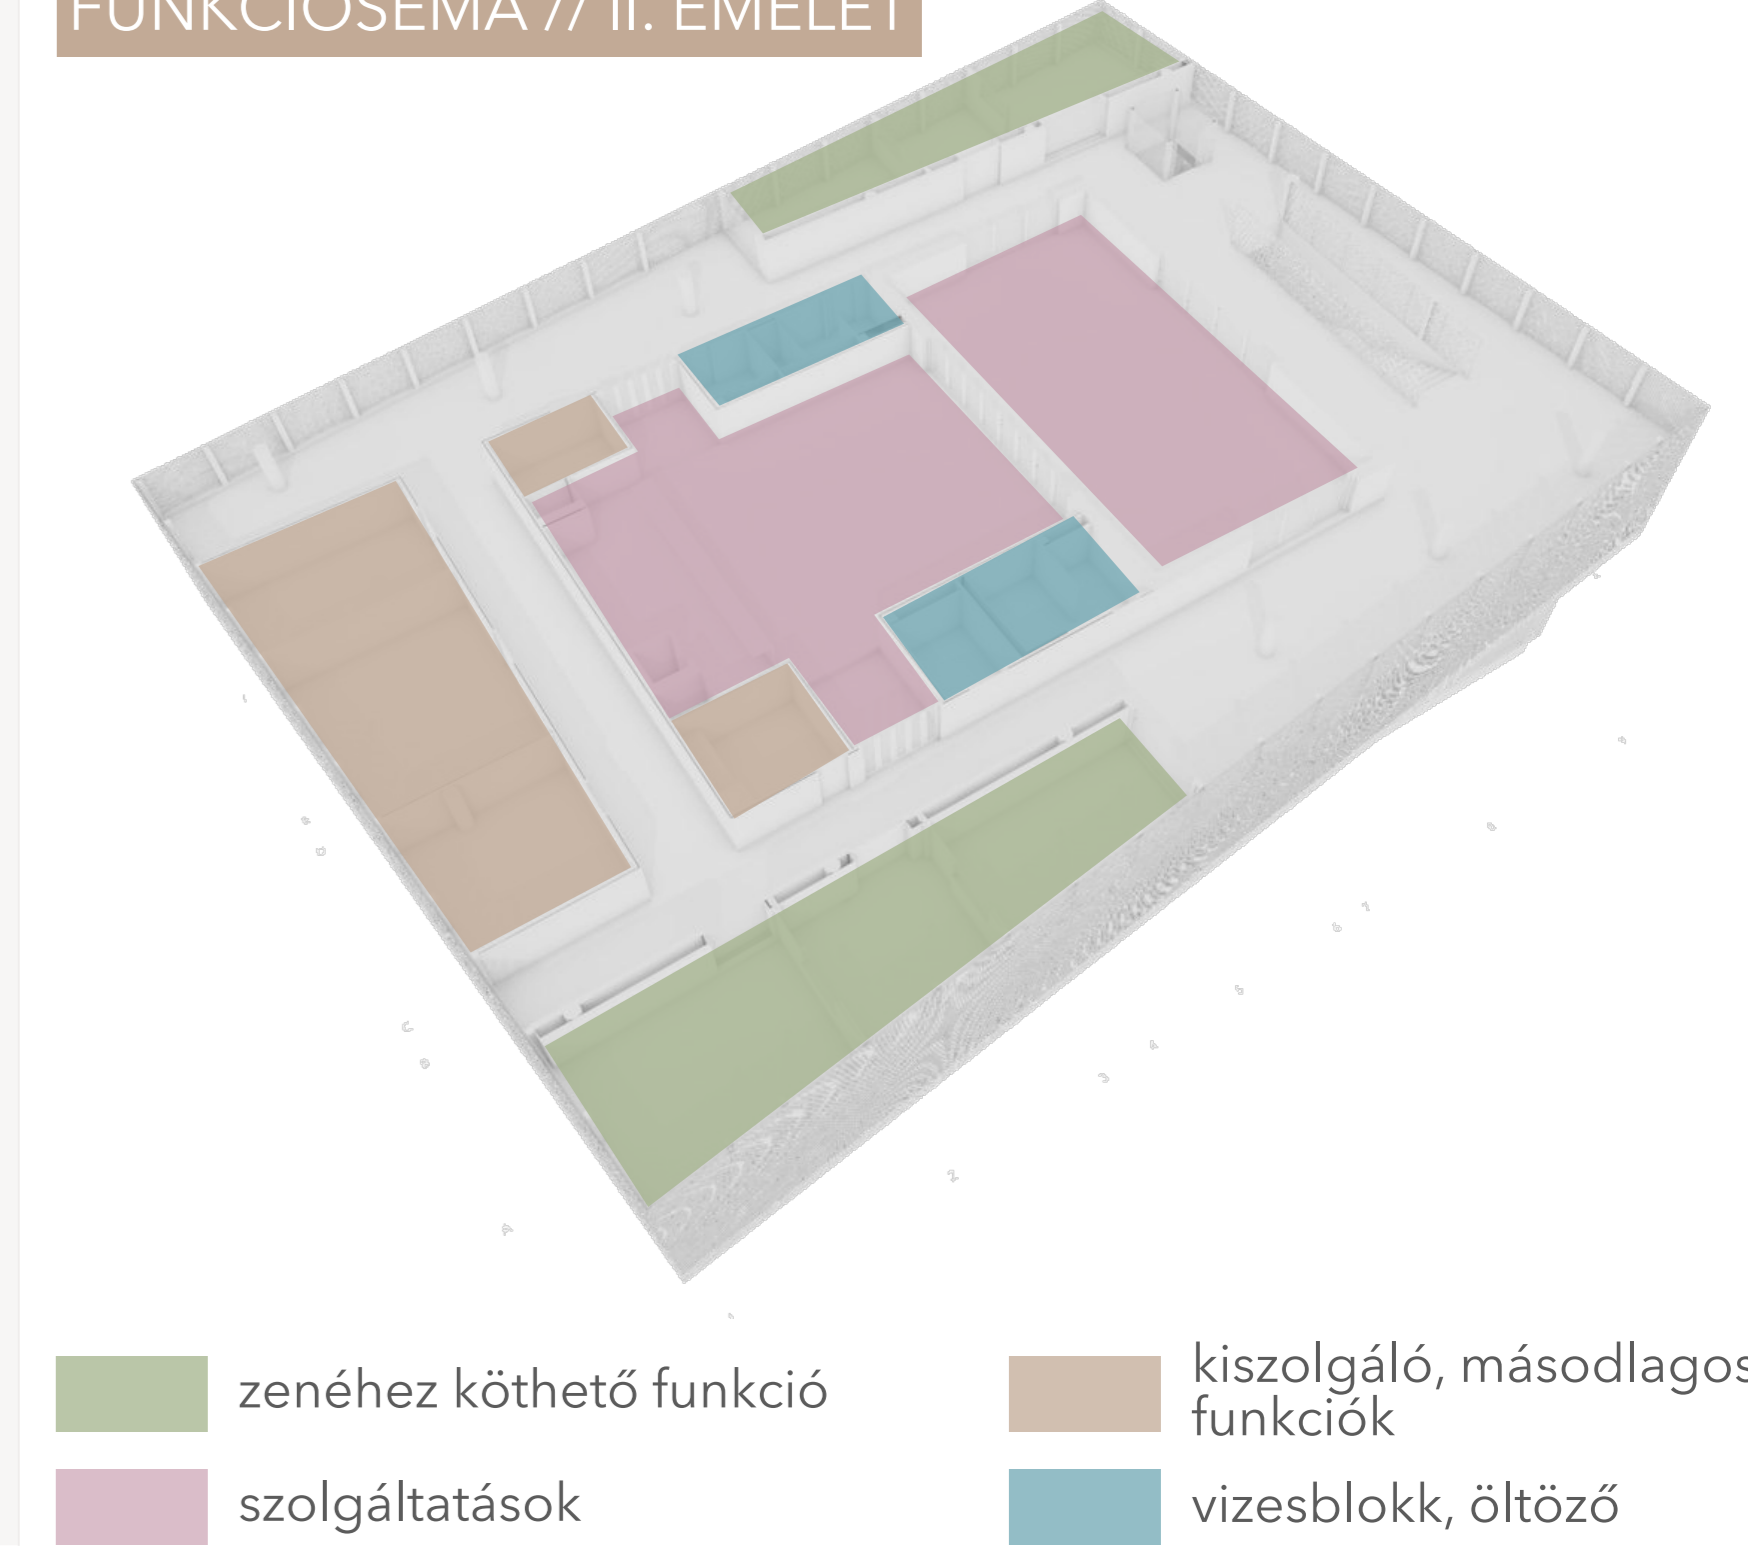 FUNKCIÓSÉMA // II. EMELET
zenéhez köthető funkció
kiszolgáló, másodlagos
funkciók
szolgáltatások
vizesblokk, öltöző